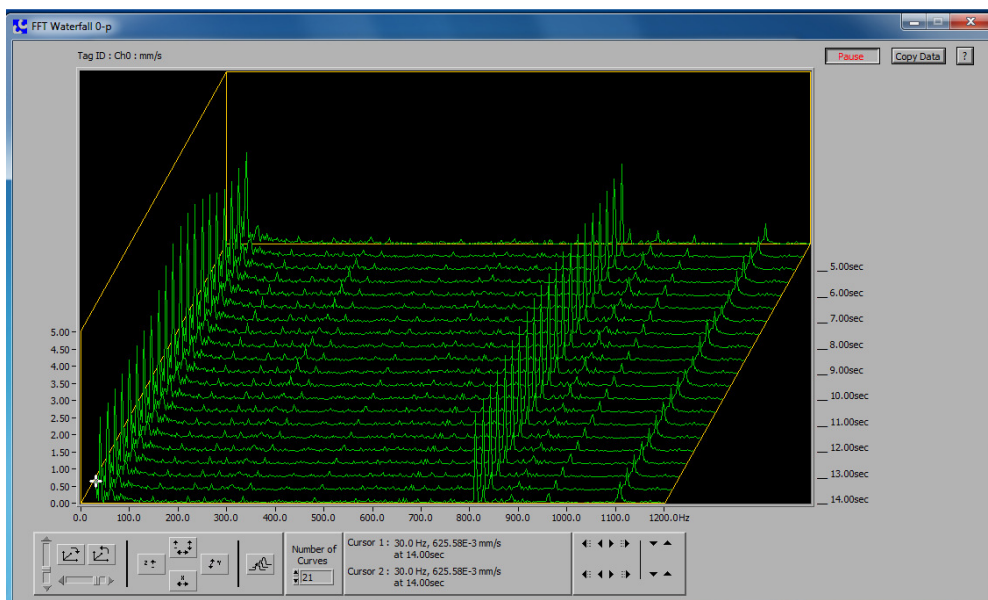 FFT Waterfall 0-p
Tag ID : Ch0 : mm/s
Pause
Copy Data
?
5.00sec
6.00sec
7.00sec
8.00sec
9.00sec
10.00sec
11.00sec
12.00sec
13.00sec
14.00sec
5.00
4.50
4.00
3.50
3.00
2.50
2.00
1.50
1.00
0.50
0.00
0.0 100.0 200.0 300.0 400.0 500.0 600.0 700.0 800.0 900.0 1000.0 1100.0 1200.0Hz
Number of
Curves
21
Cursor 1 : 30.0 Hz, 625.58E-3 mm/s
at 14.00sec
Cursor 2 : 30.0 Hz, 625.58E-3 mm/s
at 14.00sec
z
x
Y